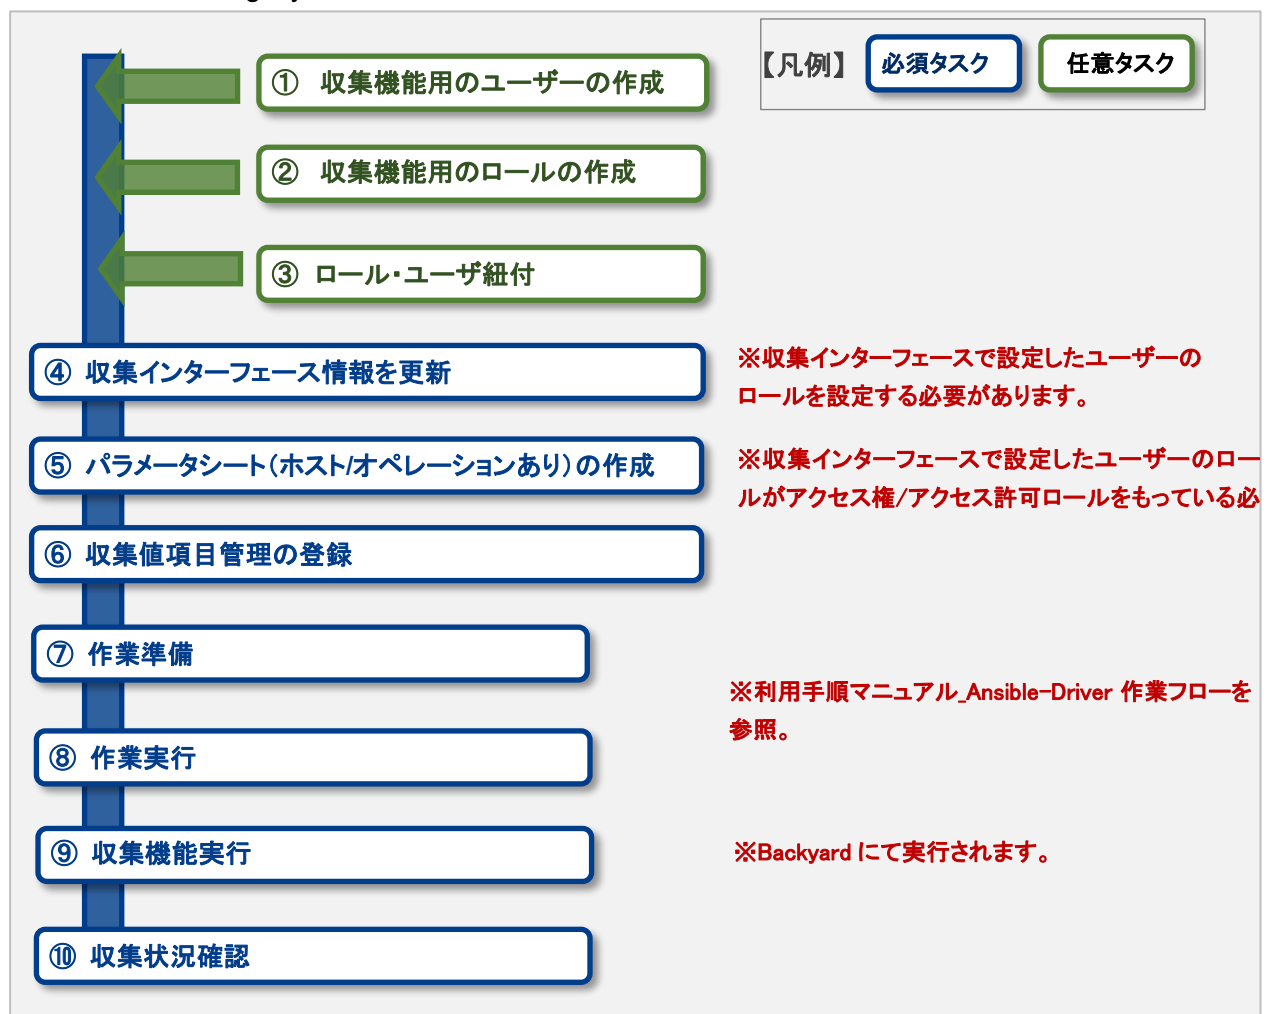 【凡例】 必須タスク 任意タスク
① 収集機能用のユーザーの作成
② 収集機能用のロールの作成
③ ロール・ユーザ紐付
④ 収集インターフェース情報を更新
※収集インターフェースで設定したユーザーの
ロールを設定する必要があります。
⑤ パラメータシート（ホスト/オペレーションあり）の作成
※収集インターフェースで設定したユーザーのロー
ルがアクセス権/アクセス許可ロールをもっている必
⑥ 収集値項目管理の登録
⑦ 作業準備
※利用手順マニュアル_Ansible-Driver 作業フローを
参照。
⑧ 作業実行
⑨ 収集機能実行
※Backyard にて実行されます。
⑩ 収集状況確認